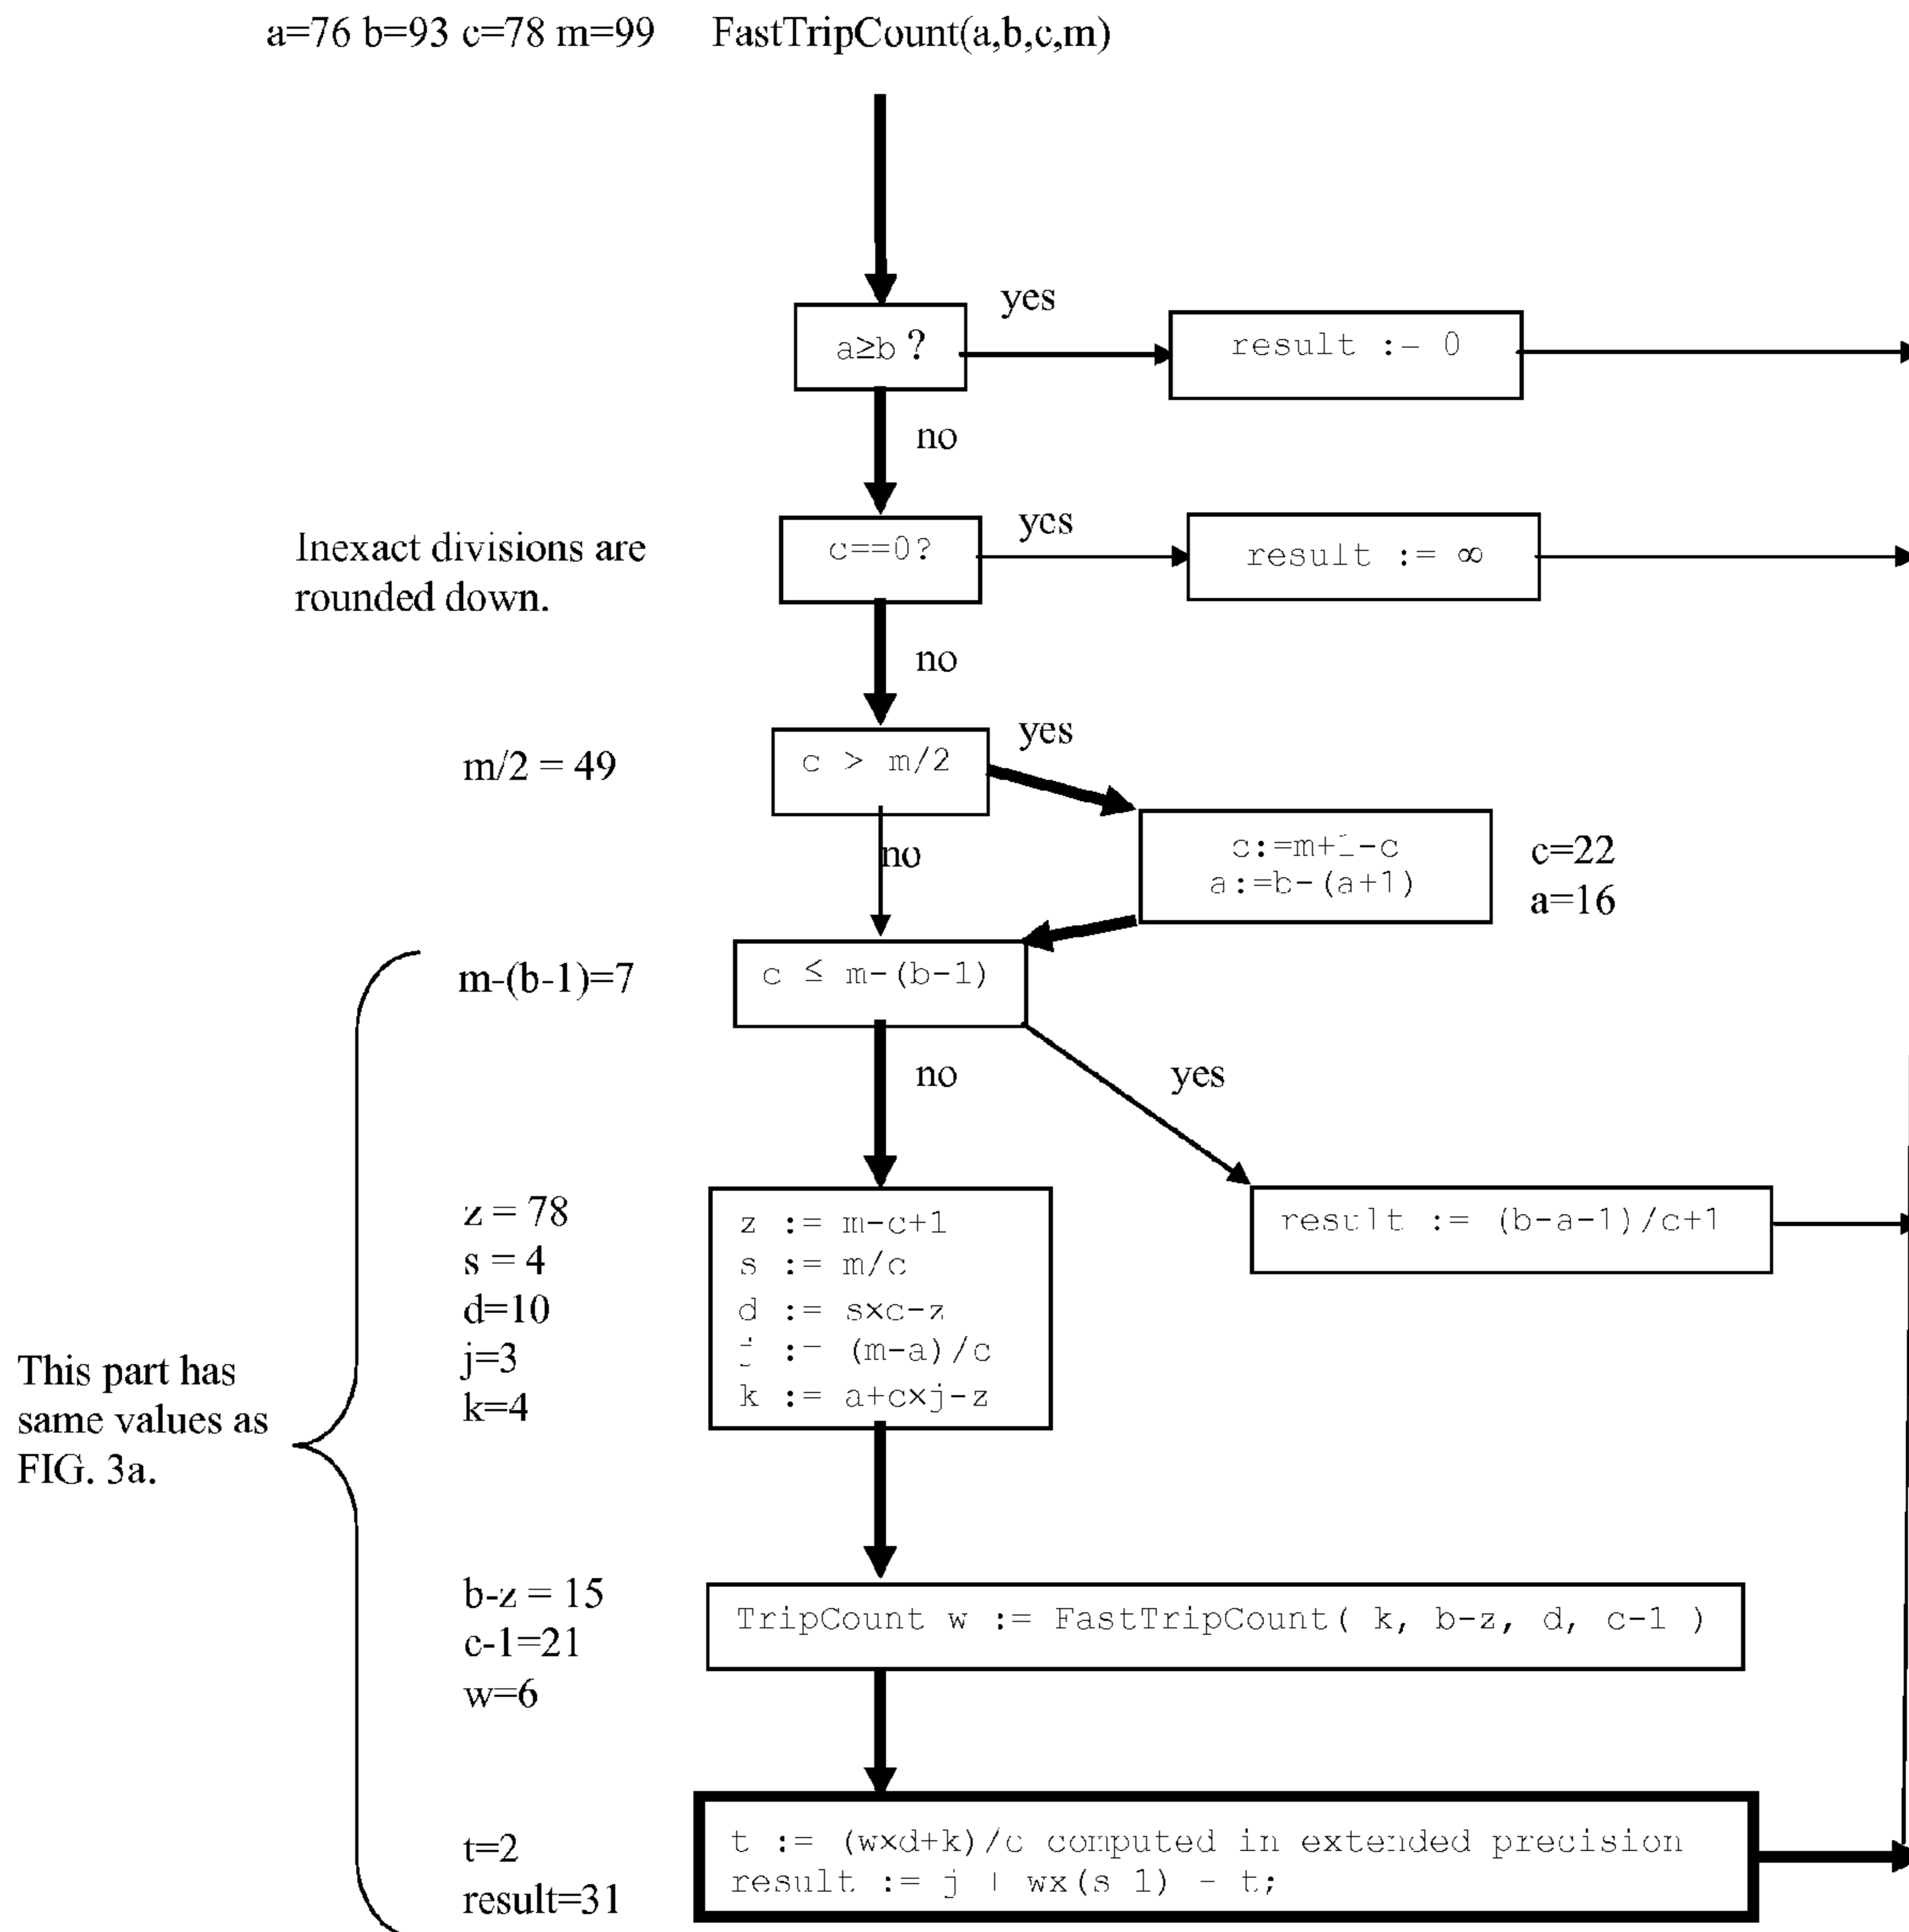 a=76 b=93 c=78 m=99 FastTripCount(a,b,c,m)
a≥b ?
yes
result :- 0
no
Inexact divisions are
rounded down.
c==0?
yes
result := ∞
no
m/2 = 49
c > m/2
yes
no
c:=m+1-c
a:=b-(a+1)
c=22
a=16
m-(b-1)=7
c ≤ m-(b-1)
no
yes
z = 78
s = 4
d=10
j=3
k=4
z := m-c+1
s := m/c
d := s×c-z
j :- (m-a)/c
k := a+c×j-z
result := (b-a-1)/c+1
This part has
same values as
FIG. 3a.
b-z = 15
c-1=21
w=6
TripCount w := FastTripCount( k, b-z, d, c-1 )
t=2
result=31
t := (w×d+k)/c computed in extended precision
result := j + w×(s 1) - t;